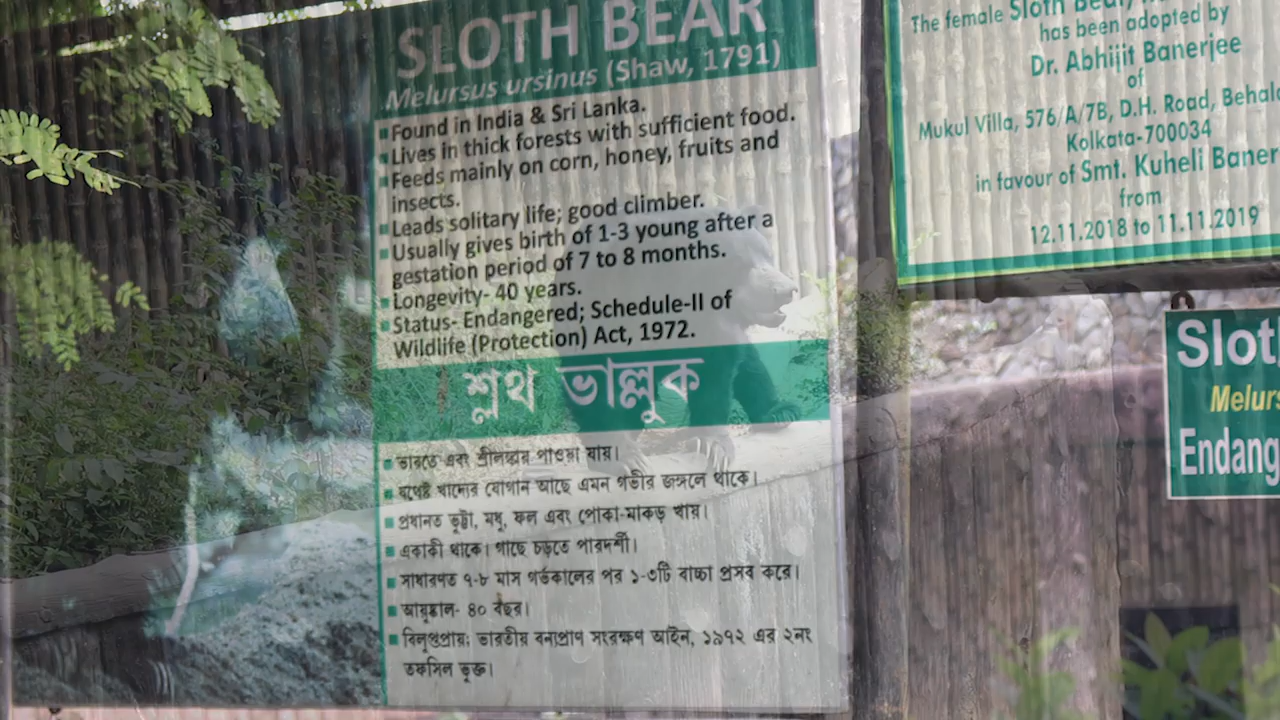 SLOTH BEAR
Melursus ursinus (Shaw, 1791)
Found in India & Sri Lanka.
Lives in thick forests with sufficient food.
Feeds mainly on corn, honey, fruits and
insects.
Leads solitary life; good climber.
Usually gives birth of 1-3 young after a
gestation period of 7 to 8 months.
Longevity- 40 years.
Status- Endangered; Schedule-II of
Wildlife (Protection) Act, 1972.
শ্লথ ভাল্লুক
ভারতে এবং শ্রীলঙ্কায় পাওয়া যায়।
যথেষ্ট খাদ্যের যোগান আছে এমন গভীর জঙ্গলে থাকে।
প্রধানত ভুট্টা, মধু, ফল এবং পোকা-মাকড় খায়।
একাকী থাকে। গাছে চড়তে পারদর্শী।
সাধারণত ৭-৮ মাস গর্ভকালের পর ১-৩টি বাচ্চা প্রসব করে।
আয়ুষ্কাল- ৪০ বছর।
বিলুপ্তপ্রায়; ভারতীয় বন্যপ্রাণ সংরক্ষণ আইন, ১৯৭২ এর ২নং
তফসিল ভুক্ত।
The female Sloth Bear,
has been adopted by
Dr. Abhijit Banerjee
of
Mukul Villa, 576/A/7B, D.H. Road, Behala
Kolkata-700034
in favour of Smt. Kuheli Baner
from
12.11.2018 to 11.11.2019
Slot
Melurs
Endang